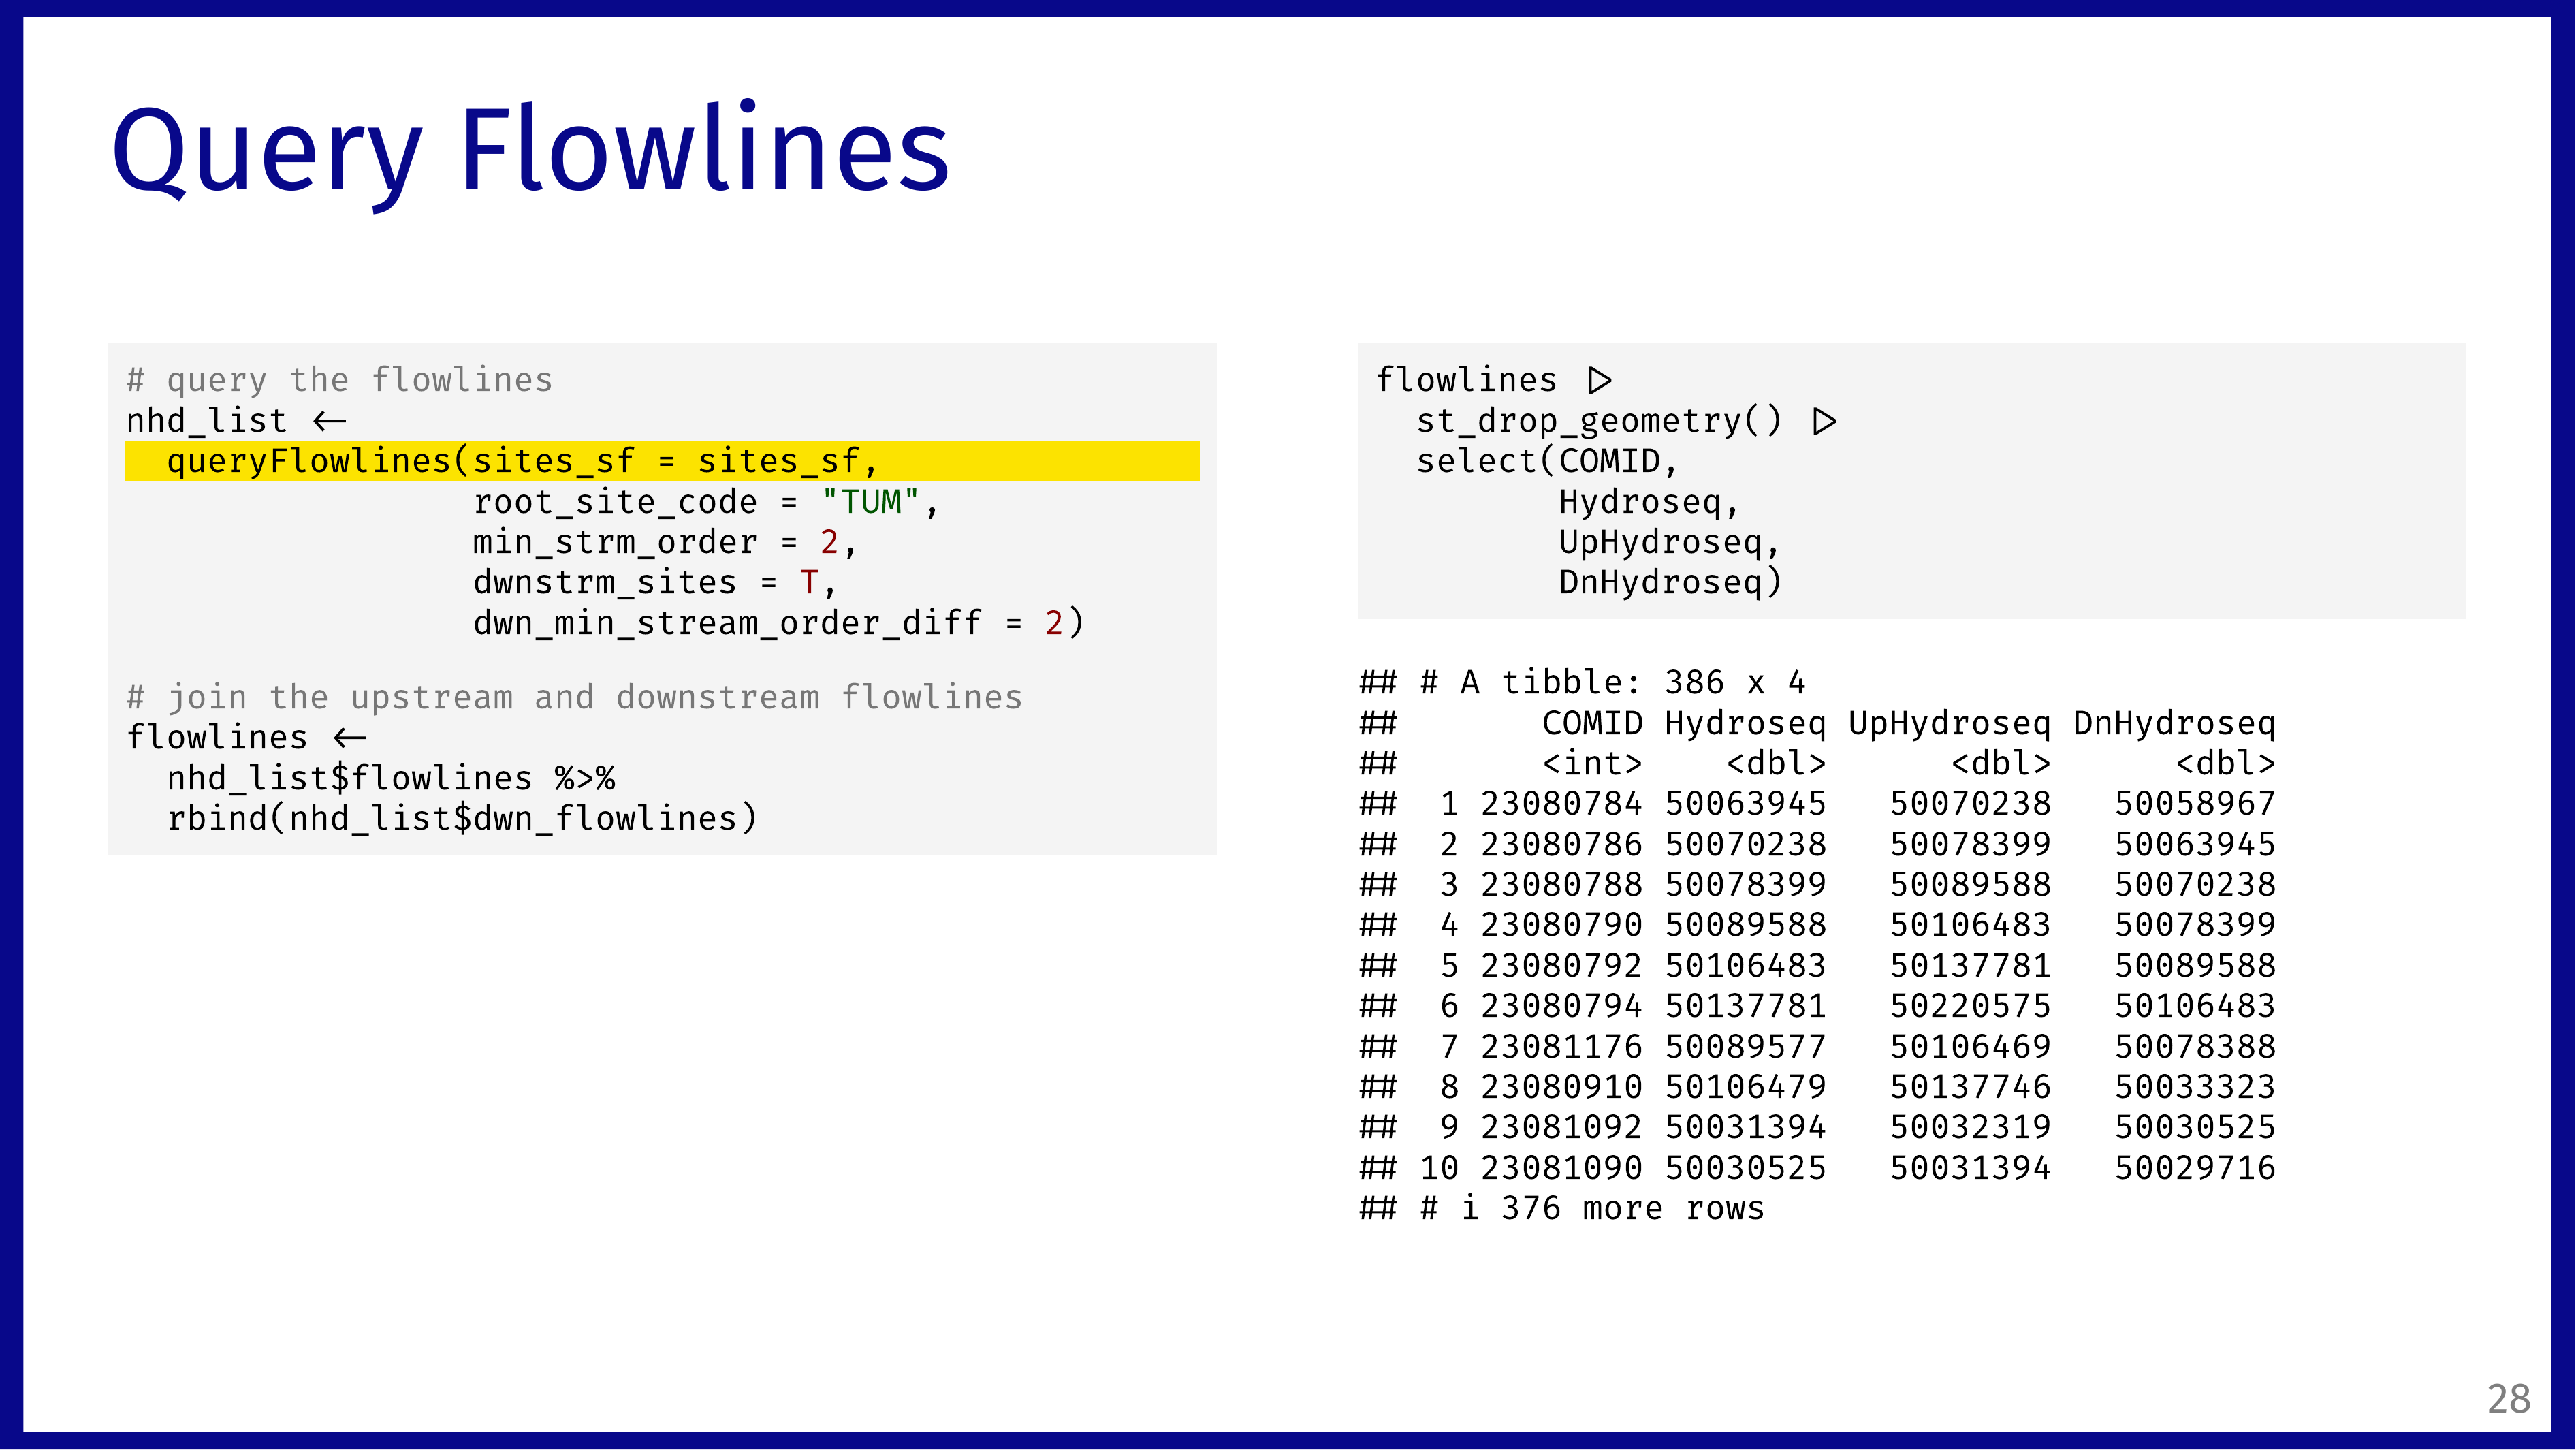 Query Flowlines
# query the flowlines
nhd_list <-
  queryFlowlines(sites_sf = sites_sf,
                 root_site_code = "TUM",
                 min_strm_order = 2,
                 dwnstrm_sites = T,
                 dwn_min_stream_order_diff = 2)

# join the upstream and downstream flowlines
flowlines <-
  nhd_list$flowlines %>%
  rbind(nhd_list$dwn_flowlines)
flowlines |>
  st_drop_geometry() |>
  select(COMID,
         Hydroseq,
         UpHydroseq,
         DnHydroseq)
## # A tibble: 386 x 4
##       COMID Hydroseq UpHydroseq DnHydroseq
##       <int>    <dbl>      <dbl>      <dbl>
##  1 23080784 50063945   50070238   50058967
##  2 23080786 50070238   50078399   50063945
##  3 23080788 50078399   50089588   50070238
##  4 23080790 50089588   50106483   50078399
##  5 23080792 50106483   50137781   50089588
##  6 23080794 50137781   50220575   50106483
##  7 23081176 50089577   50106469   50078388
##  8 23080910 50106479   50137746   50033323
##  9 23081092 50031394   50032319   50030525
## 10 23081090 50030525   50031394   50029716
## # i 376 more rows
28